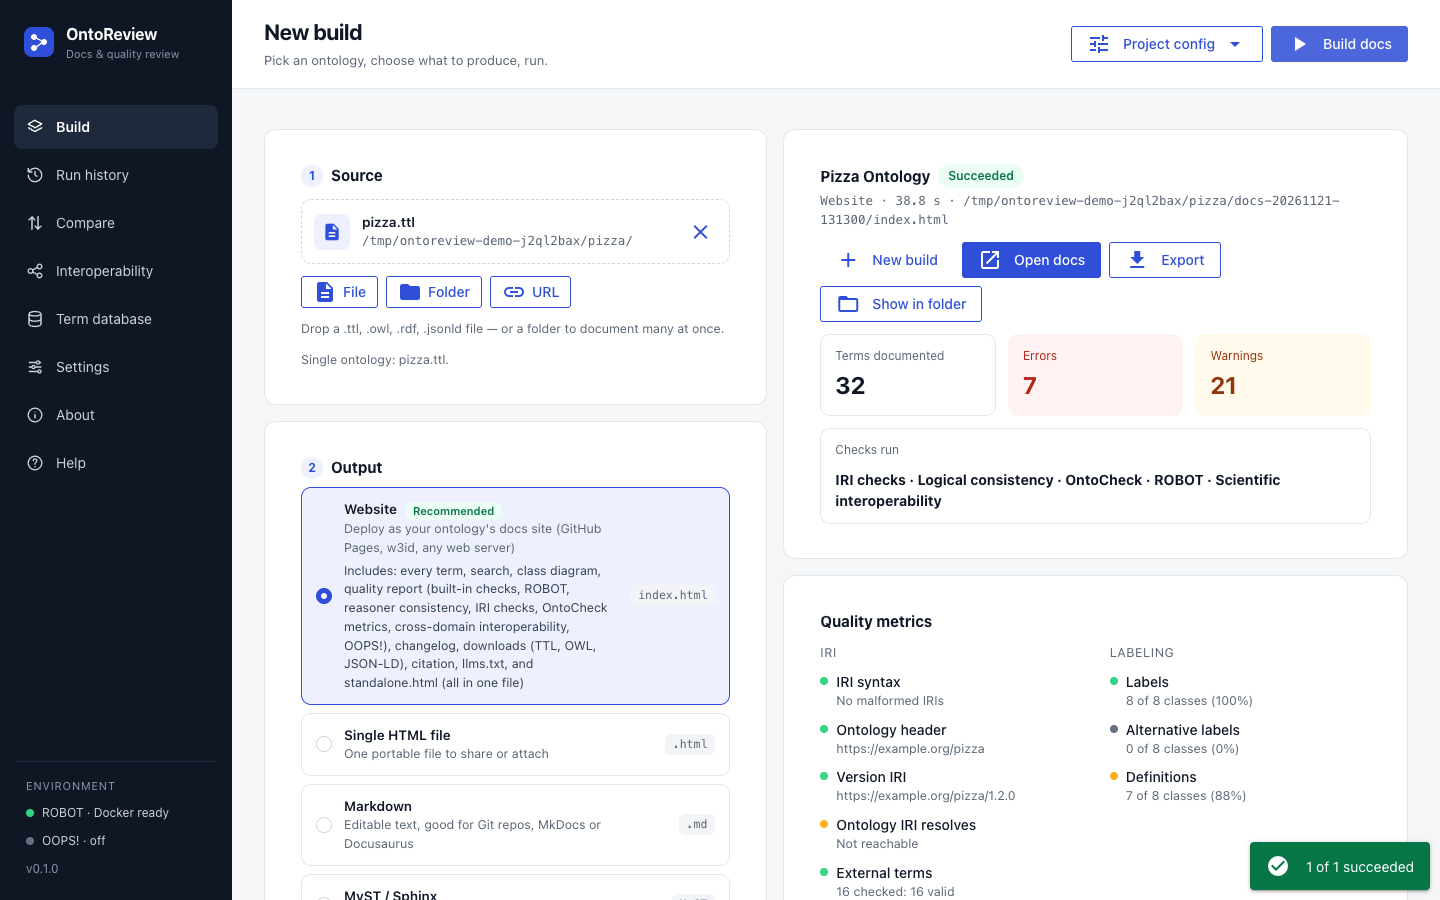 OntoReview
Docs & quality review
Build
Run history
Compare
Interoperability
Term database
Settings
About
Help
ENVIRONMENT
ROBOT · Docker ready
OOPS! · off
v0.1.0
New build
Pick an ontology, choose what to produce, run.
Project config
Build docs
1 Source
pizza.ttl
/tmp/ontoreview-demo-j2ql2bax/pizza/
File
Folder
URL
Drop a .ttl, .owl, .rdf, .jsonld file — or a folder to document many at once.
Single ontology: pizza.ttl.
2 Output
Website Recommended
Deploy as your ontology's docs site (GitHub
Pages, w3id, any web server)
Includes: every term, search, class diagram,
quality report (built-in checks, ROBOT,
reasoner consistency, IRI checks, OntoCheck
metrics, cross-domain interoperability,
OOPS!), changelog, downloads (TTL, OWL,
JSON-LD), citation, llms.txt, and
standalone.html (all in one file)
index.html
Single HTML file
One portable file to share or attach
.html
Markdown
Editable text, good for Git repos, MkDocs or
Docusaurus
.md
MyST / Sphinx
Pizza Ontology Succeeded
Website · 38.8 s · /tmp/ontoreview-demo-j2ql2bax/pizza/docs-20261121-
131300/index.html
New build
Open docs
Export
Show in folder
Terms documented
32
Errors
7
Warnings
21
Checks run
IRI checks · Logical consistency · OntoCheck · ROBOT · Scientific
interoperability
Quality metrics
IRI
IRI syntax
No malformed IRIs
Ontology header
https://example.org/pizza
Version IRI
https://example.org/pizza/1.2.0
Ontology IRI resolves
Not reachable
External terms
16 checked: 16 valid
LABELING
Labels
8 of 8 classes (100%)
Alternative labels
0 of 8 classes (0%)
Definitions
7 of 8 classes (88%)
1 of 1 succeeded